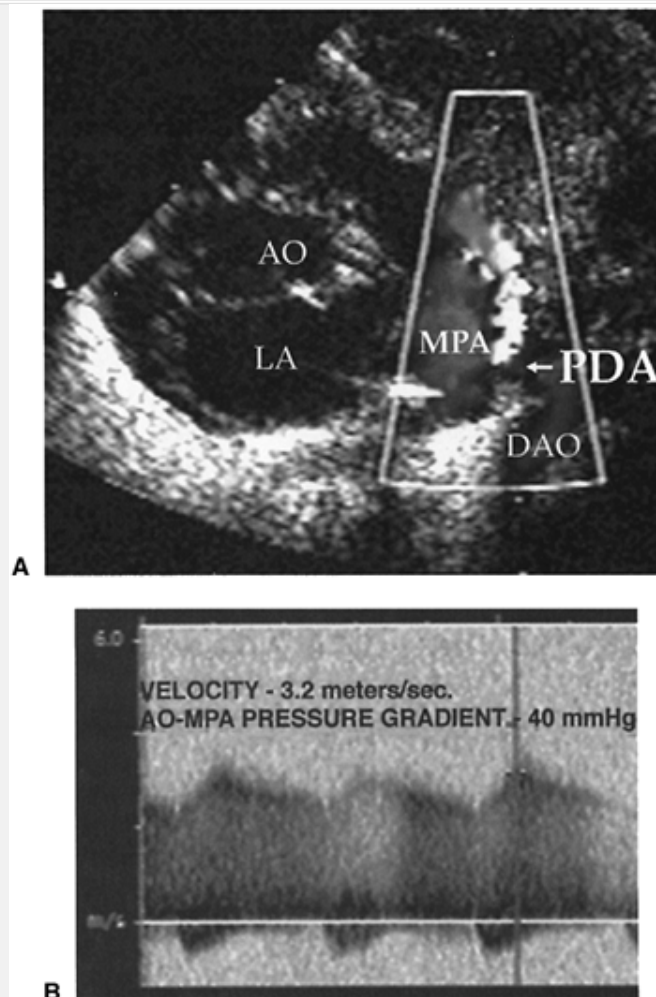 AO
LA
MPA
PDA
DAO
A
6.0
VELOCITY - 3.2 meters/sec.
AO-MPA PRESSURE GRADIENT - 40 mmHg
m/s
B